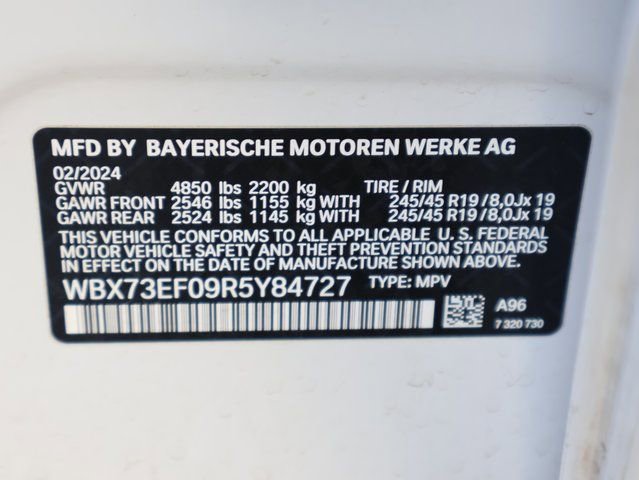 MFD BY BAYERISCHE MOTOREN WERKE AG
02/2024
GVWR 4850 lbs 2200 kg TIRE / RIM
GAWR FRONT 2546 lbs 1155 kg WITH 245/45 R19 /8,0Jx 19
GAWR REAR 2524 lbs 1145 kg WITH 245/45 R19 /8,0Jx 19
THIS VEHICLE CONFORMS TO ALL APPLICABLE U. S. FEDERAL
MOTOR VEHICLE SAFETY AND THEFT PREVENTION STANDARDS
IN EFFECT ON THE DATE OF MANUFACTURE SHOWN ABOVE
WBX73EF09R5Y84727 TYPE: MPV
A96
7 320 730